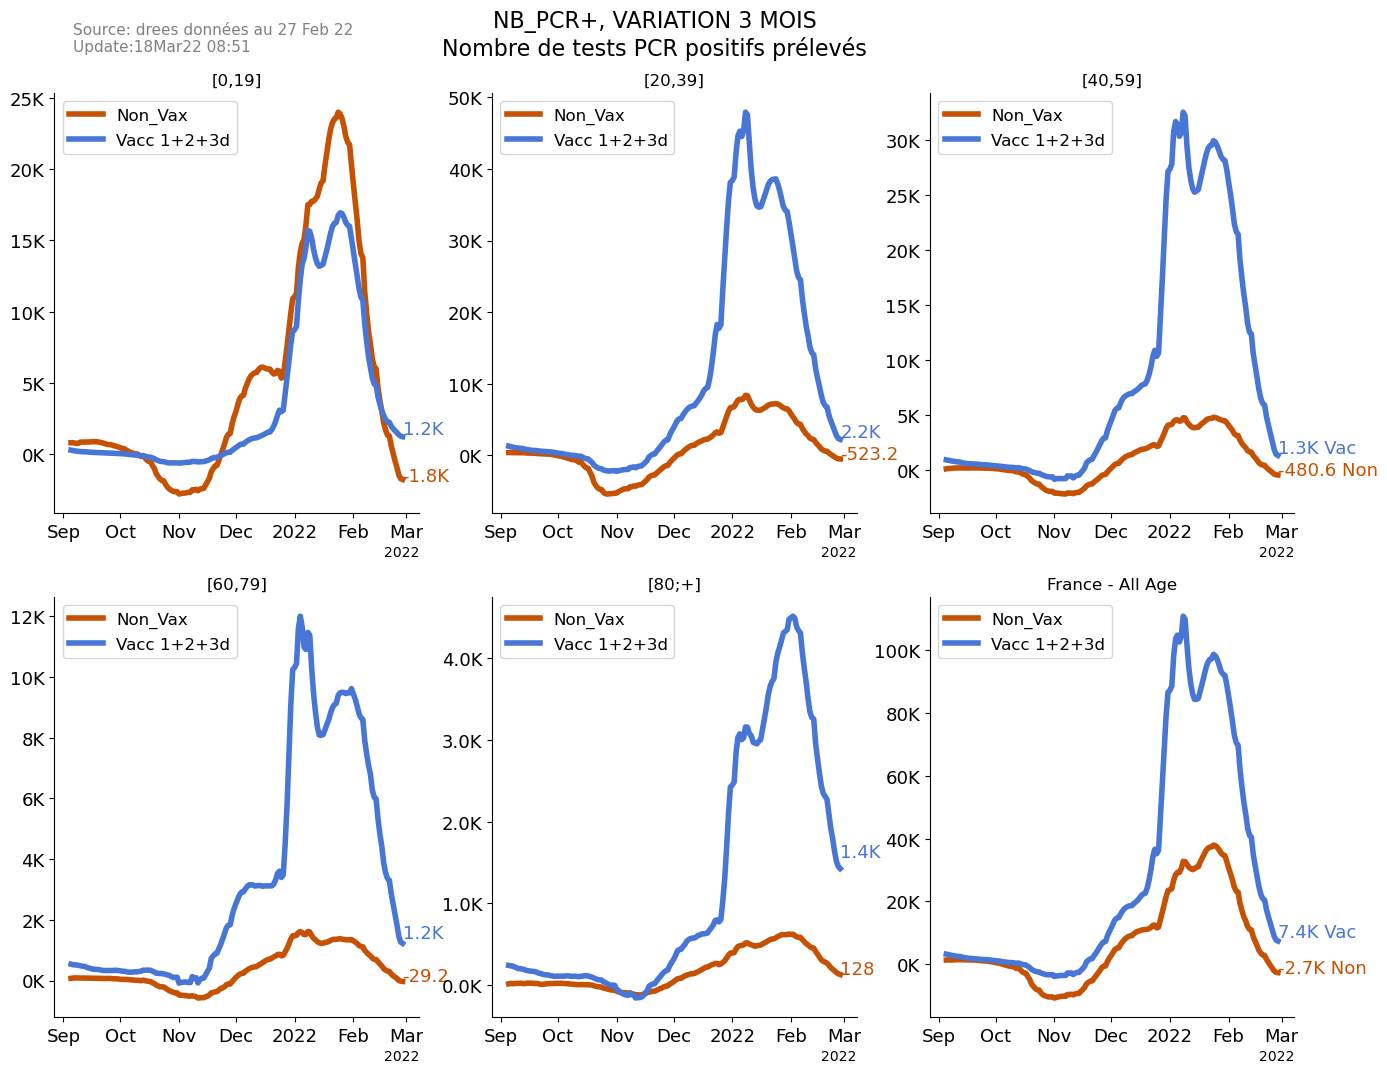 Source: drees données au 27 Feb 22
Update:18Mar22 08:51
NB_PCR+, VARIATION 3 MOIS
Nombre de tests PCR positifs prélevés
[0,19]
25K
20K
15K
10K
5K
0K
Non_Vax
Vacc 1+2+3d
1.2K
-1.8K
Sep Oct Nov Dec 2022 Feb Mar
2022
[20,39]
50K
40K
30K
20K
10K
0K
Non_Vax
Vacc 1+2+3d
2.2K
-523.2
Sep Oct Nov Dec 2022 Feb Mar
2022
[40,59]
30K
25K
20K
15K
10K
5K
0K
Non_Vax
Vacc 1+2+3d
1.3K Vac
-480.6 Non
Sep Oct Nov Dec 2022 Feb Mar
2022
[60,79]
12K
10K
8K
6K
4K
2K
0K
Non_Vax
Vacc 1+2+3d
1.2K
-29.2
Sep Oct Nov Dec 2022 Feb Mar
2022
[80;+]
4.0K
3.0K
2.0K
1.0K
0.0K
Non_Vax
Vacc 1+2+3d
1.4K
128
Sep Oct Nov Dec 2022 Feb Mar
2022
France - All Age
100K
80K
60K
40K
20K
0K
Non_Vax
Vacc 1+2+3d
7.4K Vac
-2.7K Non
Sep Oct Nov Dec 2022 Feb Mar
2022